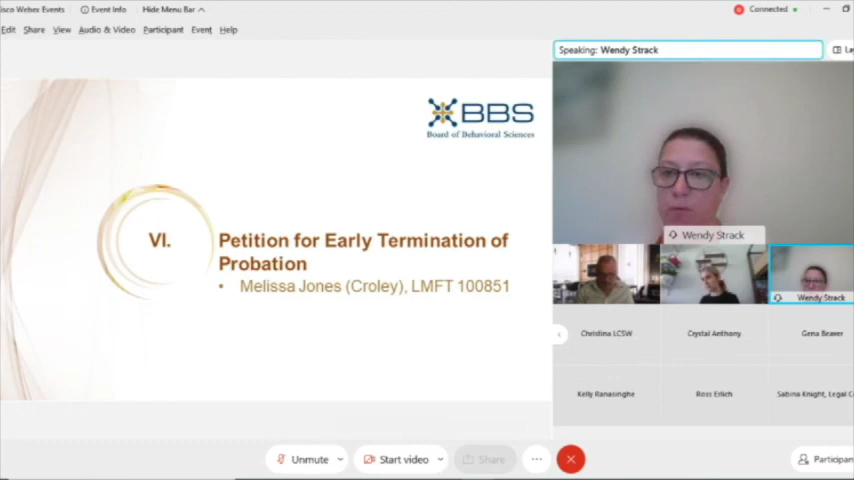 isco Webex Events
Event Info
Hide Menu Bar
Connected
Edit Share View Audio & Video Participant Event Help
Speaking: Wendy Strack
BBS
Board of Behavioral Sciences
Wendy Strack
VI.
Petition for Early Termination of
Probation
• Melissa Jones (Croley), LMFT 100851
Wendy Strack
Christina LCSW
Crystal Anthony
Gena Beaver
Kelly Ranasinghe
Ross Erlich
Sabina Knight, Legal C
Unmute
Start video
Share
Participan